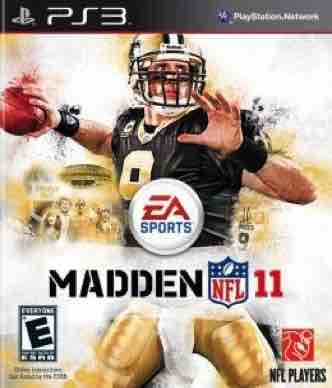 PS3
PlayStation Network
9
EA
SPORTS
MADDEN NFL 11
EVERYONE
E
ESRB
NFL PLAYERS